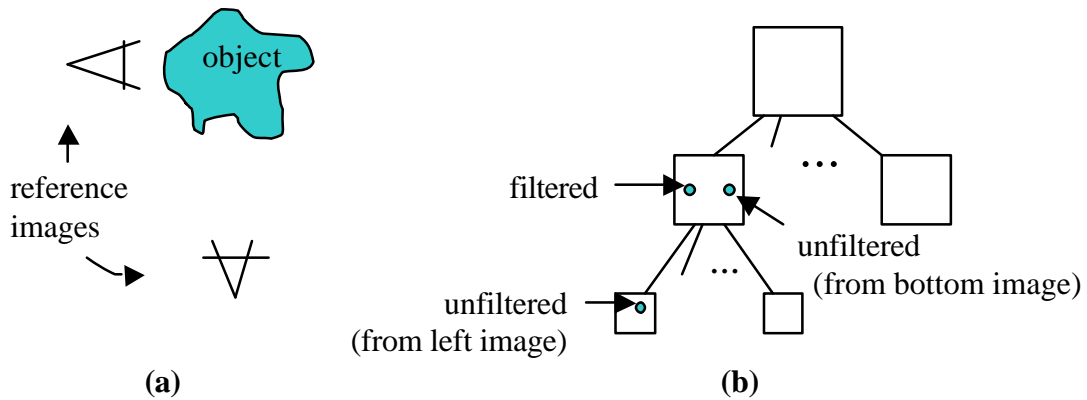 object
reference
images
(a)
filtered
unfiltered
(from bottom image)
unfiltered
(from left image)
(b)